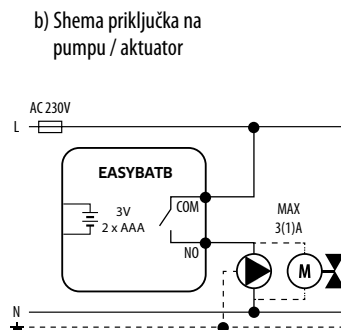 b) Shema priključka na
pumpu / aktuator
AC 230V
L
EASYBATB
3V
2 x AAA
COM
NO
MAX
3(1)A
M
N